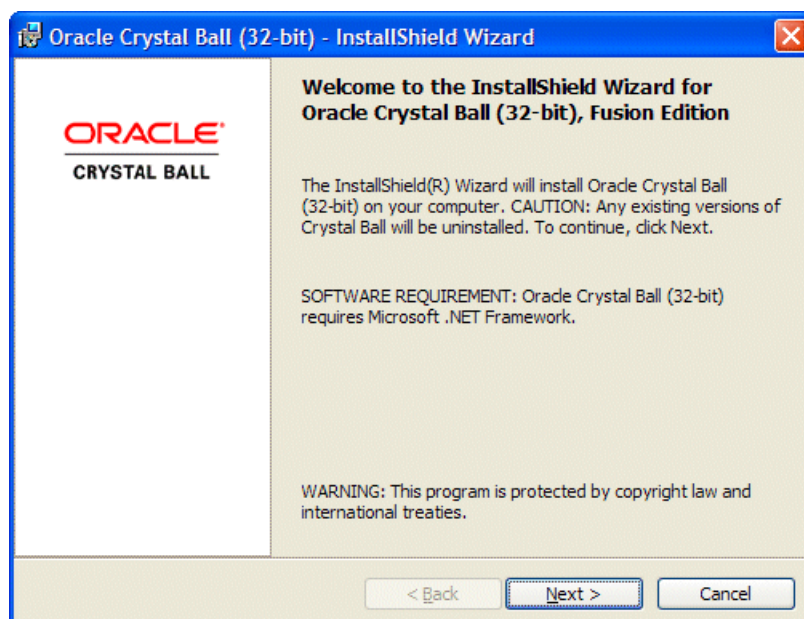 Oracle Crystal Ball (32-bit) - InstallShield Wizard
ORACLE®
CRYSTAL BALL
Welcome to the InstallShield Wizard for
Oracle Crystal Ball (32-bit), Fusion Edition
The InstallShield(R) Wizard will install Oracle Crystal Ball
(32-bit) on your computer. CAUTION: Any existing versions of
Crystal Ball will be uninstalled. To continue, click Next.
SOFTWARE REQUIREMENT: Oracle Crystal Ball (32-bit)
requires Microsoft .NET Framework.
WARNING: This program is protected by copyright law and
international treaties.
< Back
Next >
Cancel